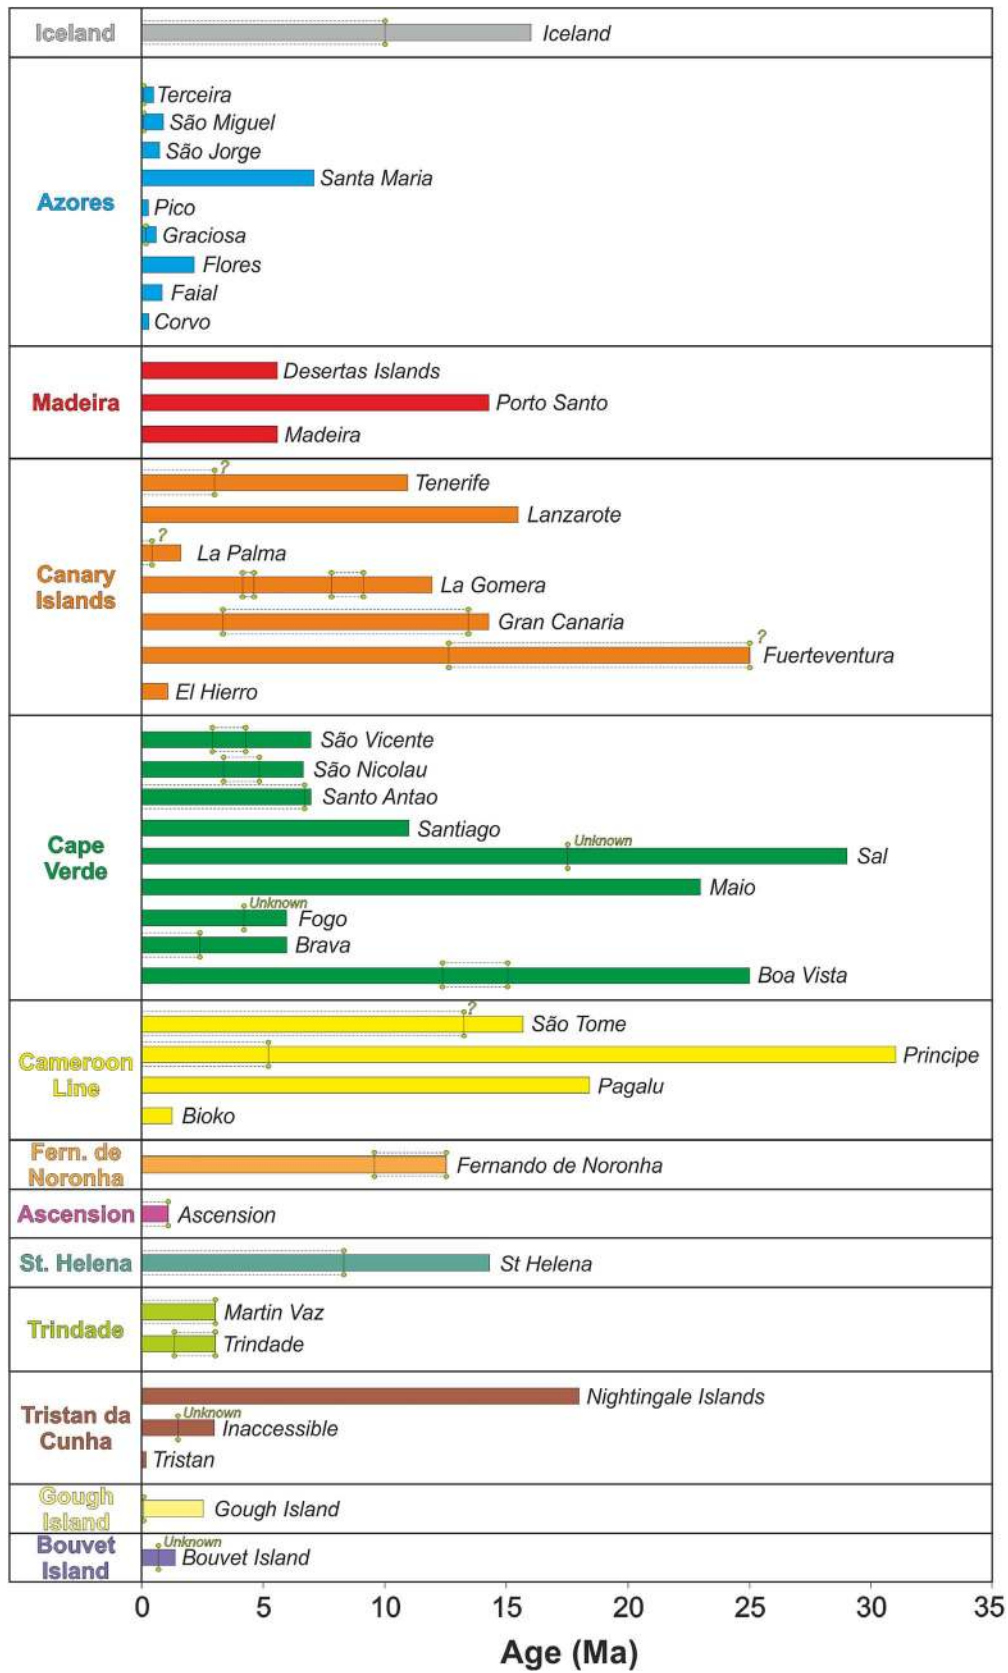 Iceland
Iceland
Azores
Terceira
São Miguel
São Jorge
Santa Maria
Pico
Graciosa
Flores
Faial
Corvo
Madeira
Desertas Islands
Porto Santo
Madeira
Canary
Islands
?
Tenerife
Lanzarote
?
La Palma
La Gomera
Gran Canaria
?
Fuerteventura
El Hierro
Cape
Verde
São Vicente
São Nicolau
Santo Antao
Santiago
Unknown
Sal
Maio
Unknown
Fogo
Brava
Boa Vista
Cameroon
Line
?
São Tome
Principe
Pagalu
Bioko
Fern. de
Noronha
Fernando de Noronha
Ascension
Ascension
St. Helena
St Helena
Trindade
Martin Vaz
Trindade
Tristan da
Cunha
Nightingale Islands
Unknown
Inaccessible
Tristan
Gough
Island
Gough Island
Bouvet
Island
Unknown
Bouvet Island
0 5 10 15 20 25 30 35
Age (Ma)